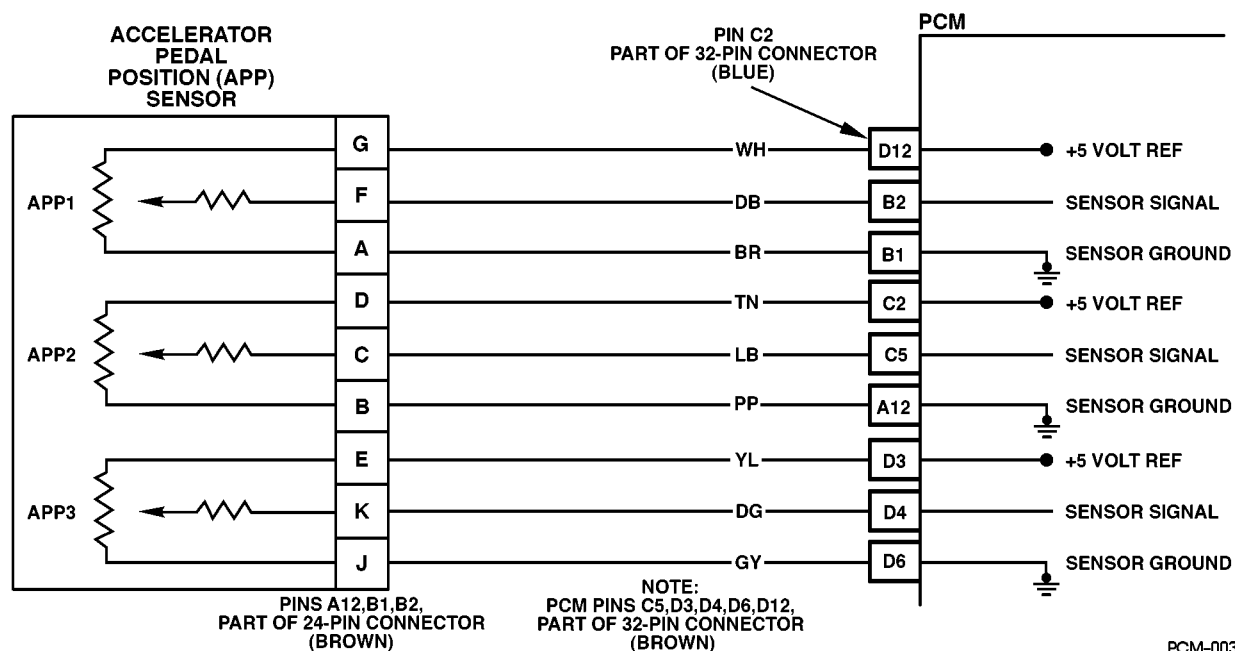 PCM
ACCELERATOR
PEDAL
POSITION (APP)
SENSOR
PIN C2
PART OF 32-PIN CONNECTOR
(BLUE)
G WH D12 +5 VOLT REF
APP1 F DB B2 SENSOR SIGNAL
A BR B1 SENSOR GROUND
D TN C2 +5 VOLT REF
APP2 C LB C5 SENSOR SIGNAL
B PP A12 SENSOR GROUND
E YL D3 +5 VOLT REF
APP3 K DG D4 SENSOR SIGNAL
J GY D6 SENSOR GROUND
PINS A12,B1,B2,
PART OF 24-PIN CONNECTOR
(BROWN)
NOTE:
PCM PINS C5,D3,D4,D6,D12,
PART OF 32-PIN CONNECTOR
(BROWN)
PCM-003